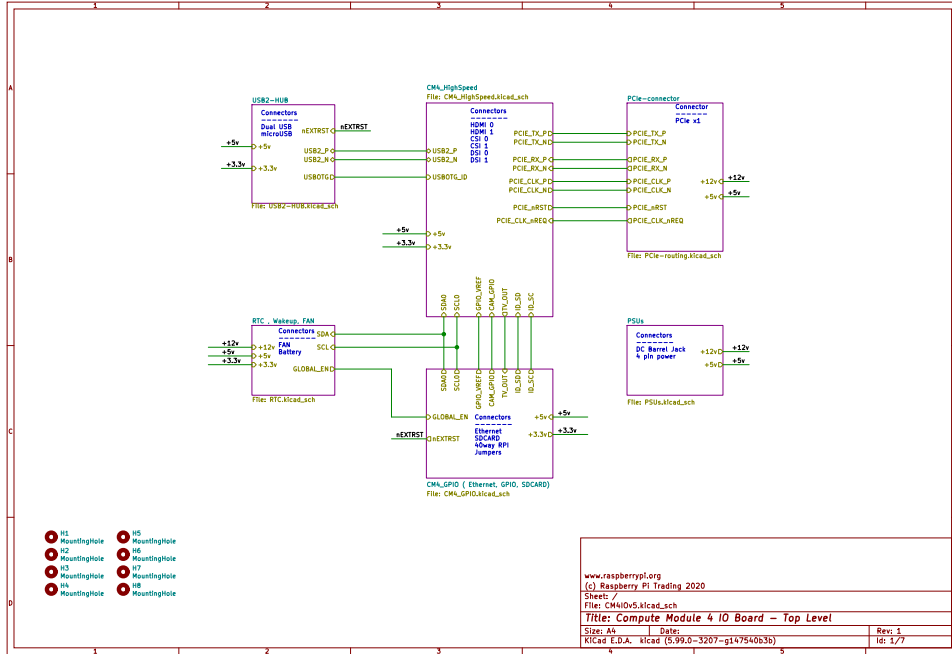 1 2 3 4 5
A
B
C
D
USB2-HUB
Connectors
--------
Dual USB
microUSB
nEXTRST
nEXTRST
USB2_P
USB2_N
USBOTG
+5v
+5v
+3.3v
+3.3v
File: USB2-HUB.kicad_sch
CM4_HighSpeed
File: CM4_HighSpeed.kicad_sch
Connectors
--------
HDMI 0
HDMI 1
CSI 0
CSI 1
DSI 0
DSI 1
USB2_P
USB2_N
USBOTG_ID
+5v
+5v
+3.3v
+3.3v
PCIE_TX_P
PCIE_TX_N
PCIE_RX_P
PCIE_RX_N
PCIE_CLK_P
PCIE_CLK_N
PCIE_nRST
PCIE_CLK_nREQ
SDA0
SCL0
GPIO_VREF
CAM_GPIO
TV_OUT
ID_SD
ID_SC
PCIe-connector
Connector
-------
PCIe x1
PCIE_TX_P
PCIE_TX_N
PCIE_RX_P
PCIE_RX_N
PCIE_CLK_P
PCIE_CLK_N
PCIE_nRST
PCIE_CLK_nREQ
+12v
+12v
+5v
+5v
File: PCIe-routing.kicad_sch
RTC , Wakeup, FAN
Connectors
--------
FAN
Battery
SDA
SCL
GLOBAL_EN
+12v
+12v
+5v
+5v
+3.3v
+3.3v
File: RTC.kicad_sch
PSUs
Connectors
--------
DC Barrel Jack
4 pin power
+12v
+12v
+5v
+5v
File: PSUs.kicad_sch
SDA0
SCL0
GPIO_VREF
CAM_GPIO
TV_OUT
ID_SD
ID_SC
GLOBAL_EN
nEXTRST
nEXTRST
Connectors
--------
Ethernet
SDCARD
40way RPI
Jumpers
+5v
+5v
+3.3v
+3.3v
CM4_GPIO ( Ethernet, GPIO, SDCARD)
File: CM4_GPIO.kicad_sch
H1
MountingHole
H2
MountingHole
H3
MountingHole
H4
MountingHole
H5
MountingHole
H6
MountingHole
H7
MountingHole
H8
MountingHole
www.raspberrypi.org
(c) Raspberry Pi Trading 2020
Sheet: /
File: CM4IOv5.kicad_sch
Title: Compute Module 4 IO Board - Top Level
Size: A4 Date: Rev: 1
KiCad E.D.A. kicad (5.99.0-3207-g147540b3b) Id: 1/7
A
B
C
D
1 2 3 4 5